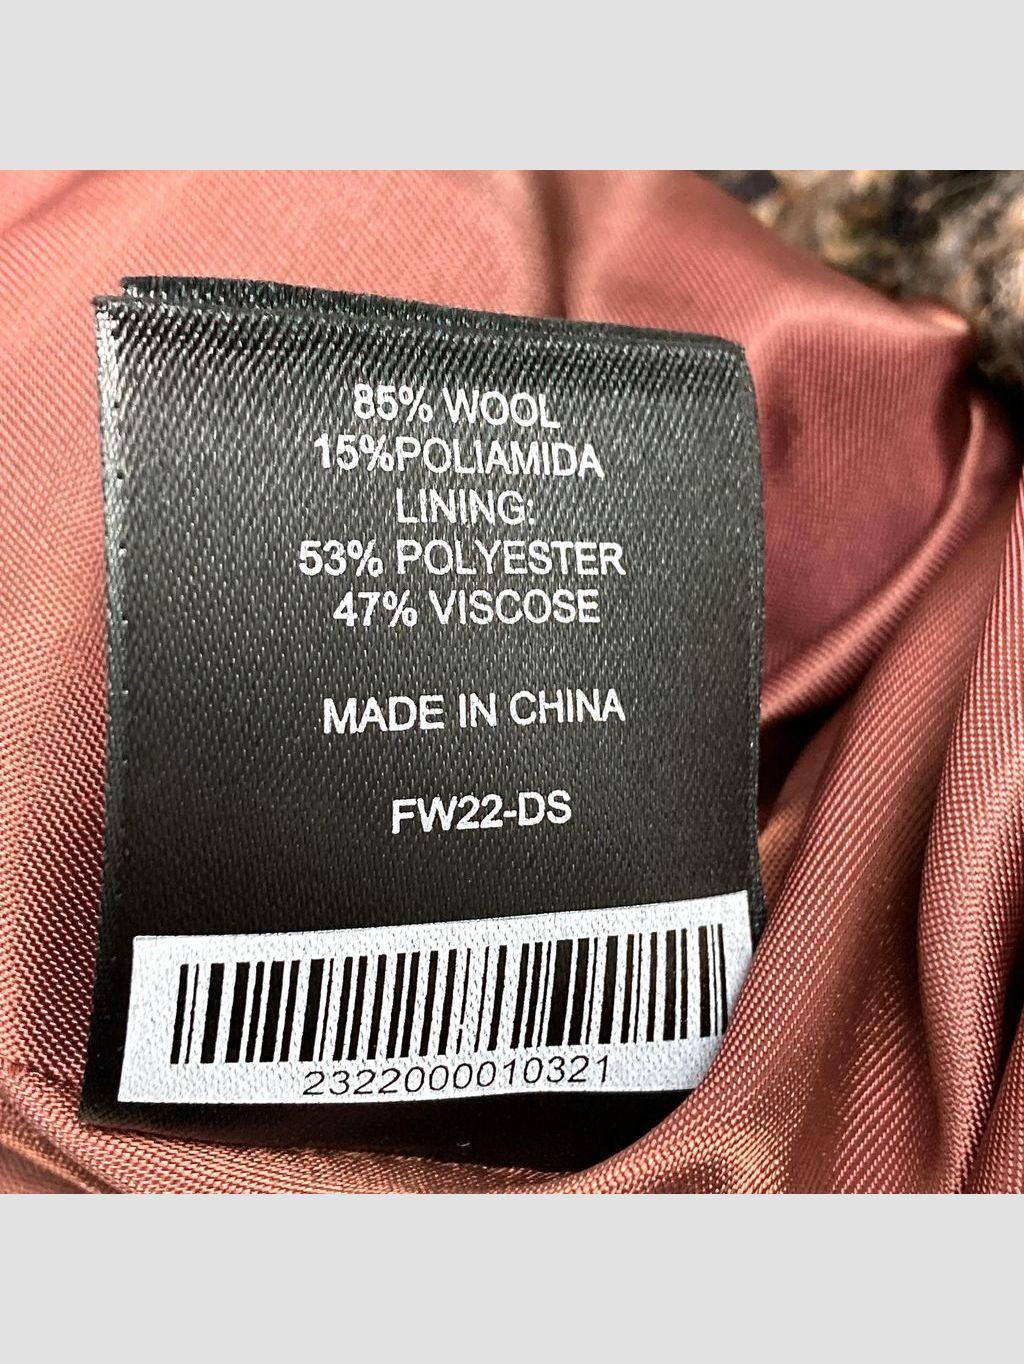 85% WOOL
15%POLIAMIDA
LINING:
53% POLYESTER
47% VISCOSE
MADE IN CHINA
FW22-DS
2322000010321